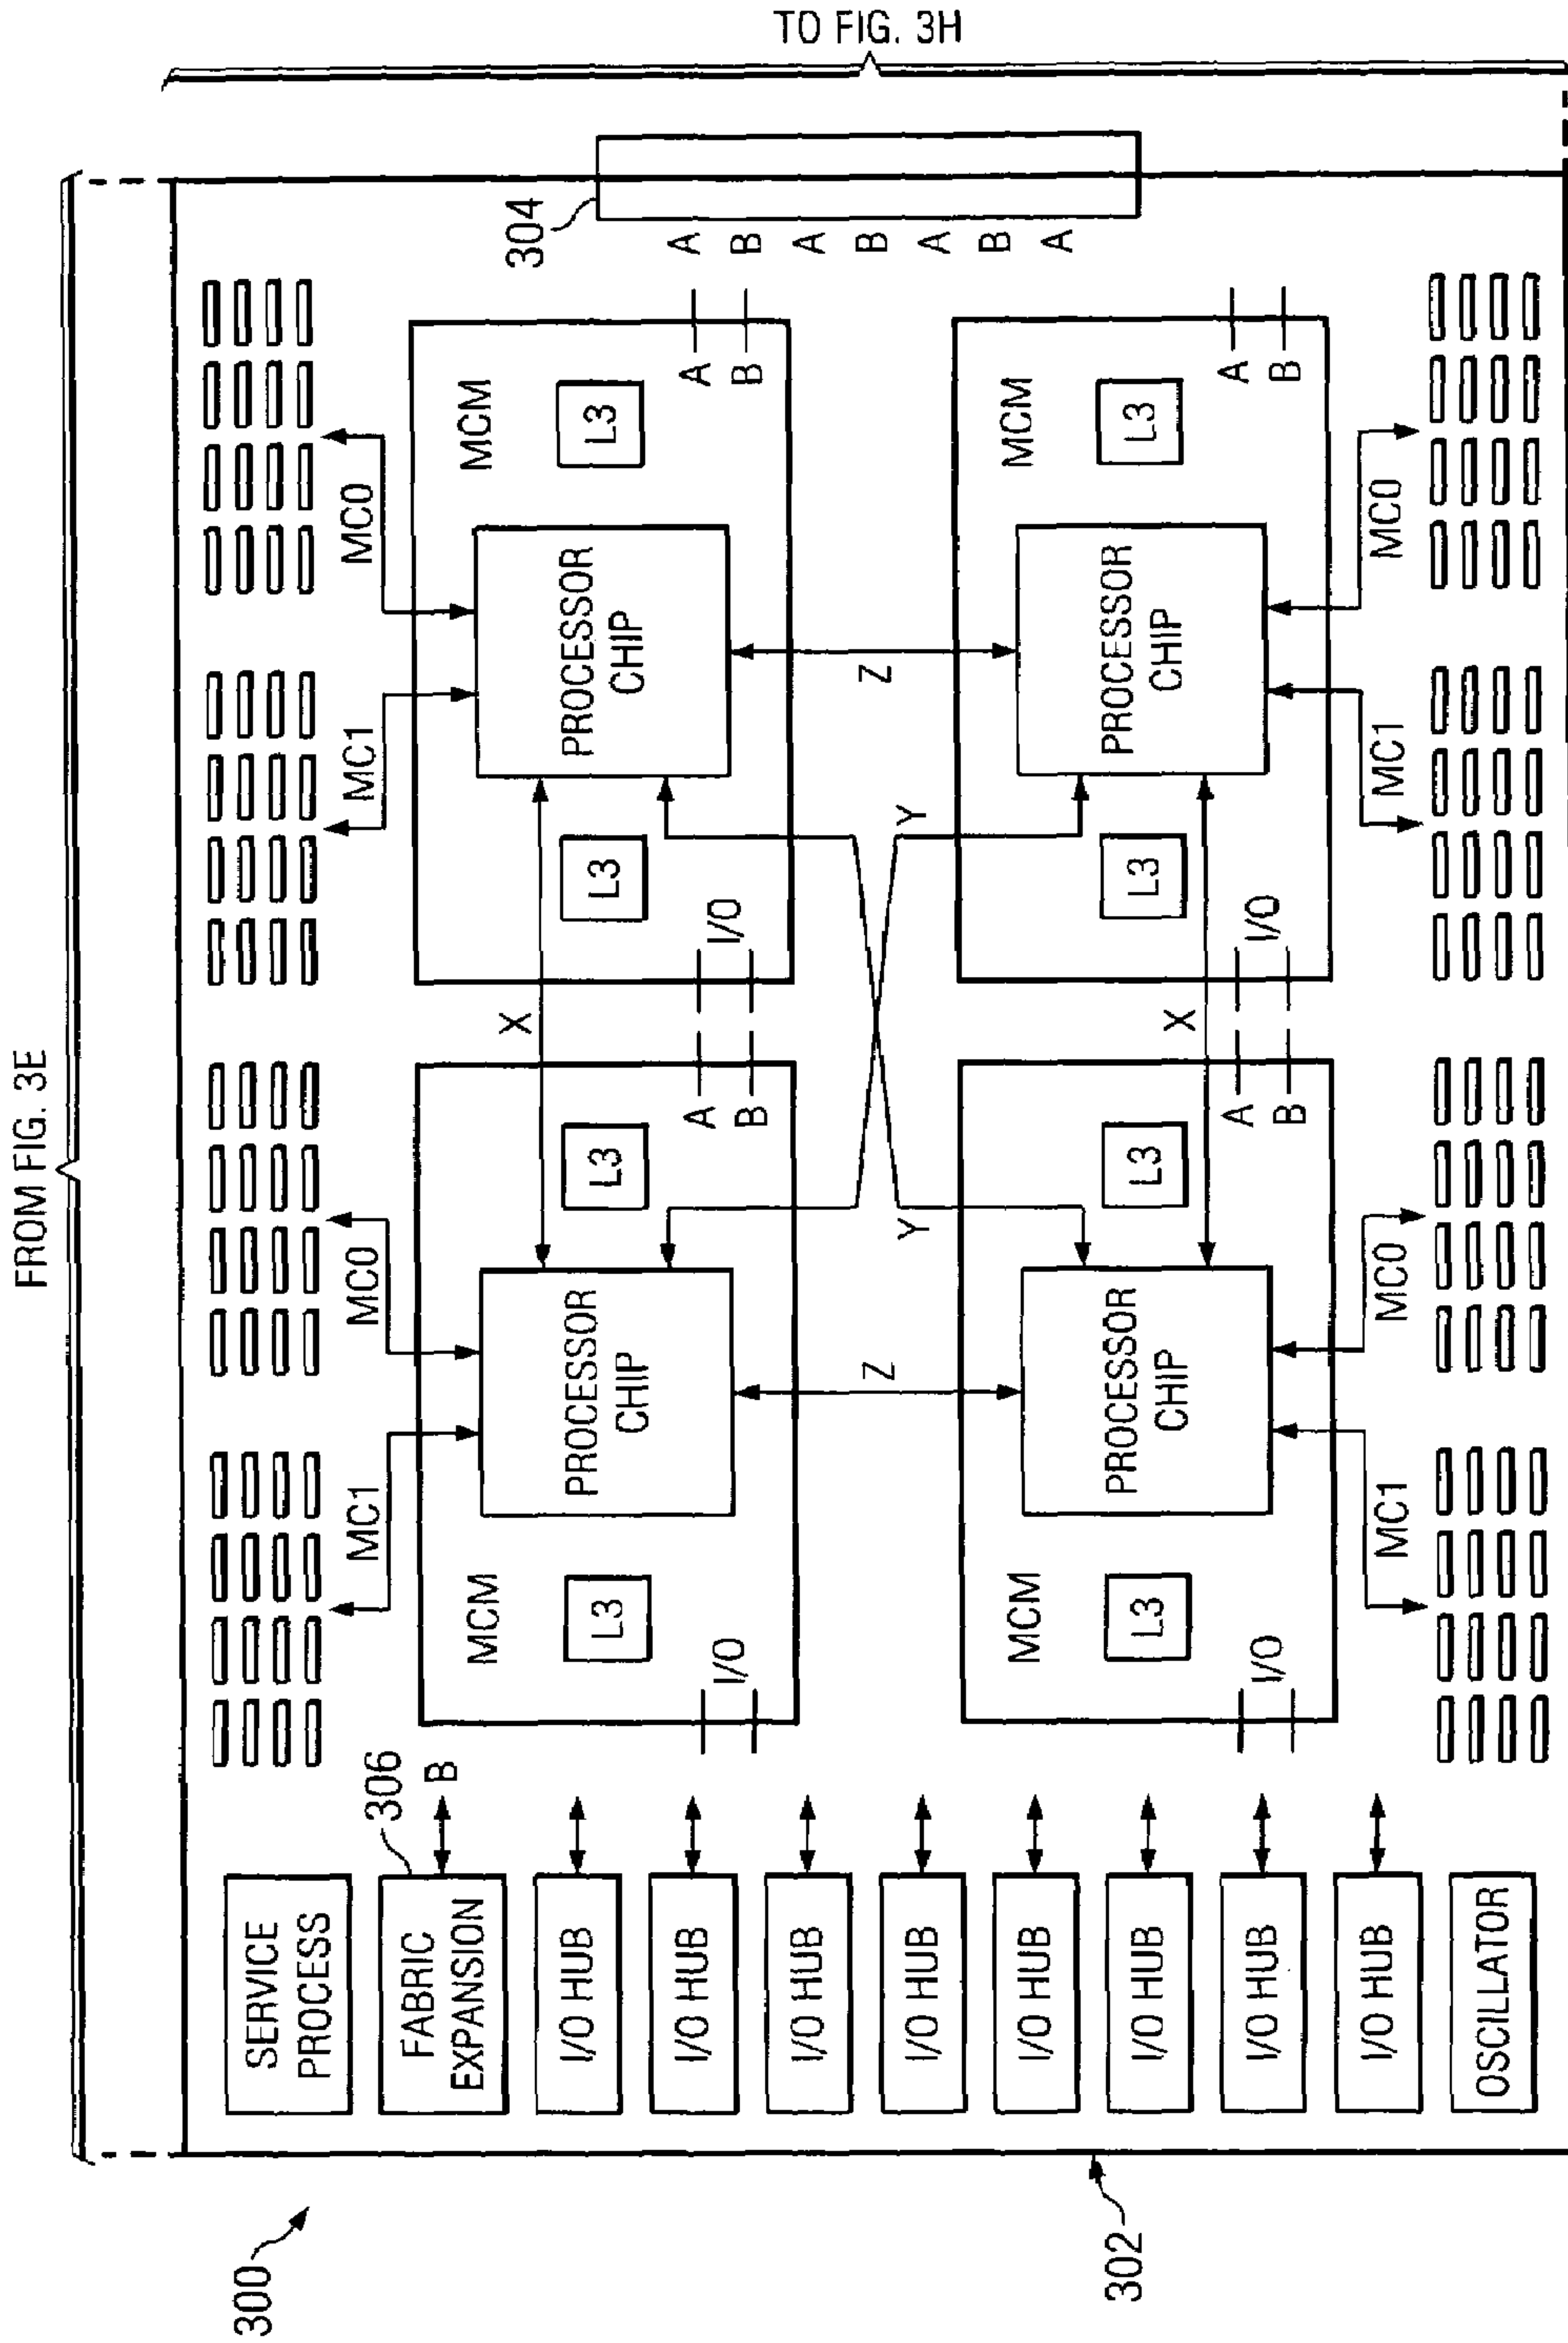 FROM FIG. 3E
TO FIG. 3H
300
302
SERVICE
PROCESS
306
FABRIC
EXPANSION
B
I/O HUB
I/O HUB
I/O HUB
I/O HUB
I/O HUB
I/O HUB
I/O HUB
I/O HUB
OSCILLATOR
MC1
MC0
MC1
MC0
MCM
L3
PROCESSOR
CHIP
L3
I/O
A
B
X
MCM
L3
PROCESSOR
CHIP
L3
I/O
A
B
304
A
B
A
B
A
B
A
Z
Y
Y
Z
MCM
L3
PROCESSOR
CHIP
L3
I/O
A
B
X
MCM
L3
PROCESSOR
CHIP
L3
I/O
A
B
MC1
MC0
MC1
MC0